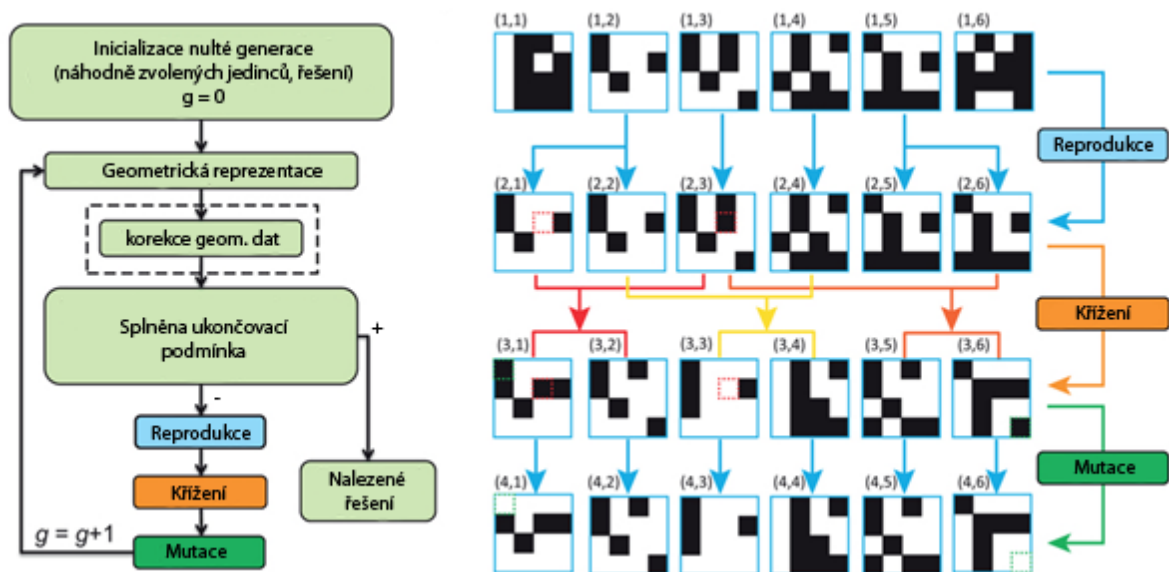 Inicializace nulté generace
(náhodně zvolených jedinců, řešení)
g = 0
Geometrická reprezentace
korekce geom. dat
Splněna ukončovací
podmínka
+
-
Reprodukce
Křížení
Mutace
Nalezené
řešení
g = g+1
(1,1) (1,2) (1,3) (1,4) (1,5) (1,6)
Reprodukce
(2,1) (2,2) (2,3) (2,4) (2,5) (2,6)
Křížení
(3,1) (3,2) (3,3) (3,4) (3,5) (3,6)
Mutace
(4,1) (4,2) (4,3) (4,4) (4,5) (4,6)